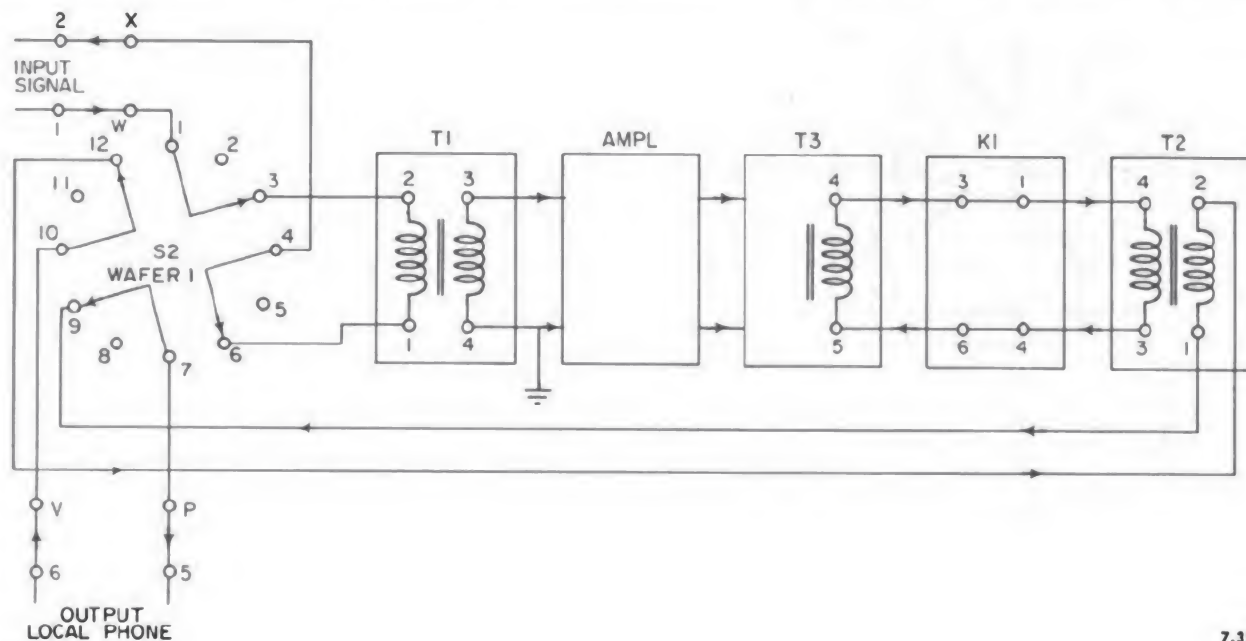 2 X
INPUT
SIGNAL
1 W 1 2
12
11 3
10 4
S2
WAFER 1
9 5
8 7 6
T1
2 3
1 4
AMPL
T3
4
5
K1
3 1
6 4
T2
4 2
3 1
V P
6 5
OUTPUT
LOCAL PHONE
7-3